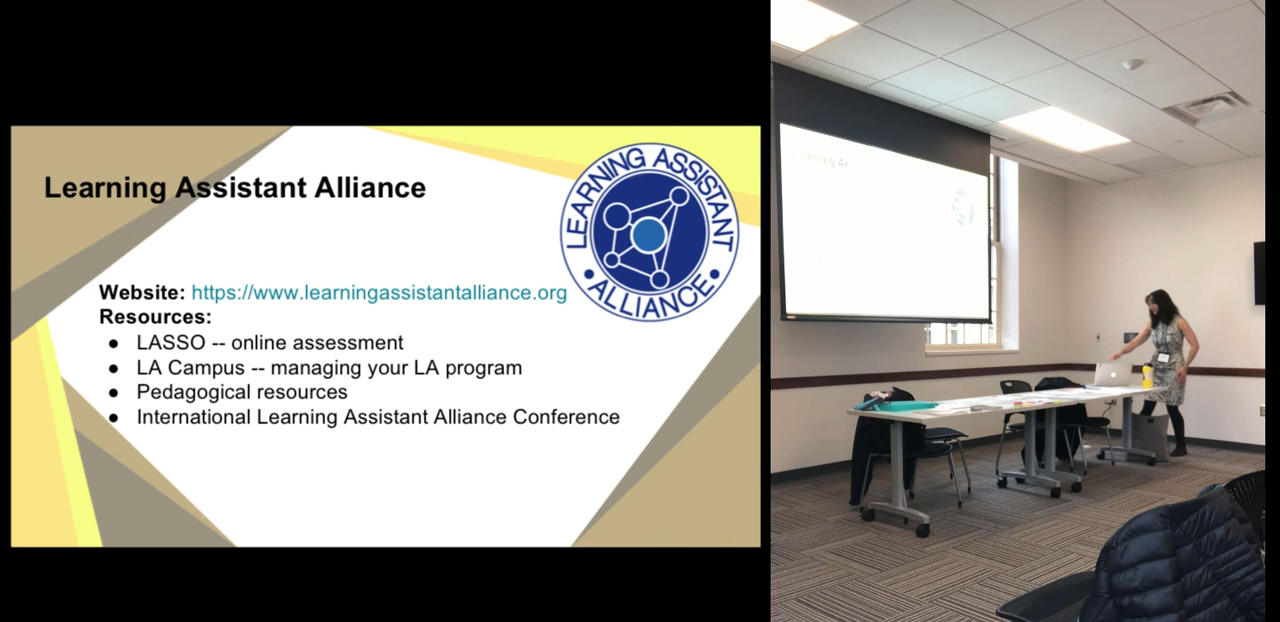 Learning Assistant Alliance
LEARNING ASSISTANT
ALLIANCE
Website: https://www.learningassistantalliance.org
Resources:
● LASSO -- online assessment
● LA Campus -- managing your LA program
● Pedagogical resources
● International Learning Assistant Alliance Conference